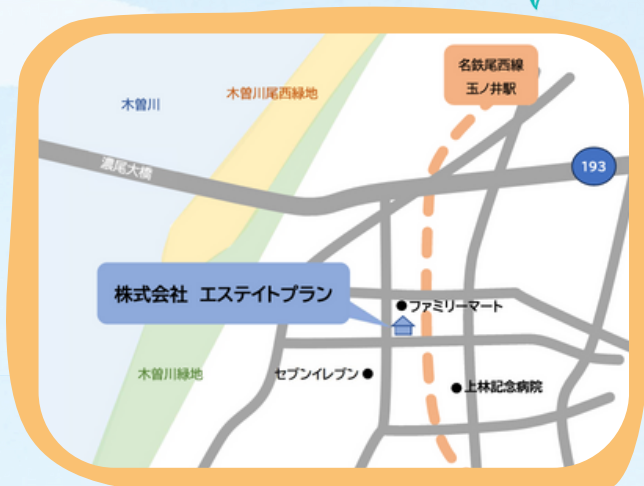 名鉄尾西線
玉ノ井駅
木曽川尾西緑地
木曽川
濃尾大橋
193
株式会社 エステイトプラン
ファミリーマート
木曽川緑地
セブンイレブン
上林記念病院